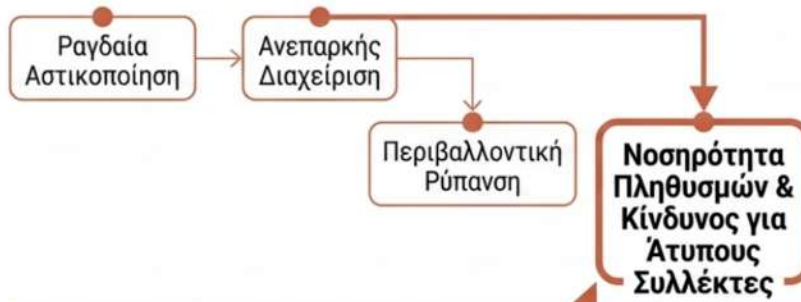 Ραγδαία
Αστικοποίηση
Ανεπαρκής
Διαχείριση
Περιβαλλοντική
Ρύπανση
Νοσηρότητα
Πληθυσμών &
Κίνδυνος για
Άτυπους
Συλλέκτες